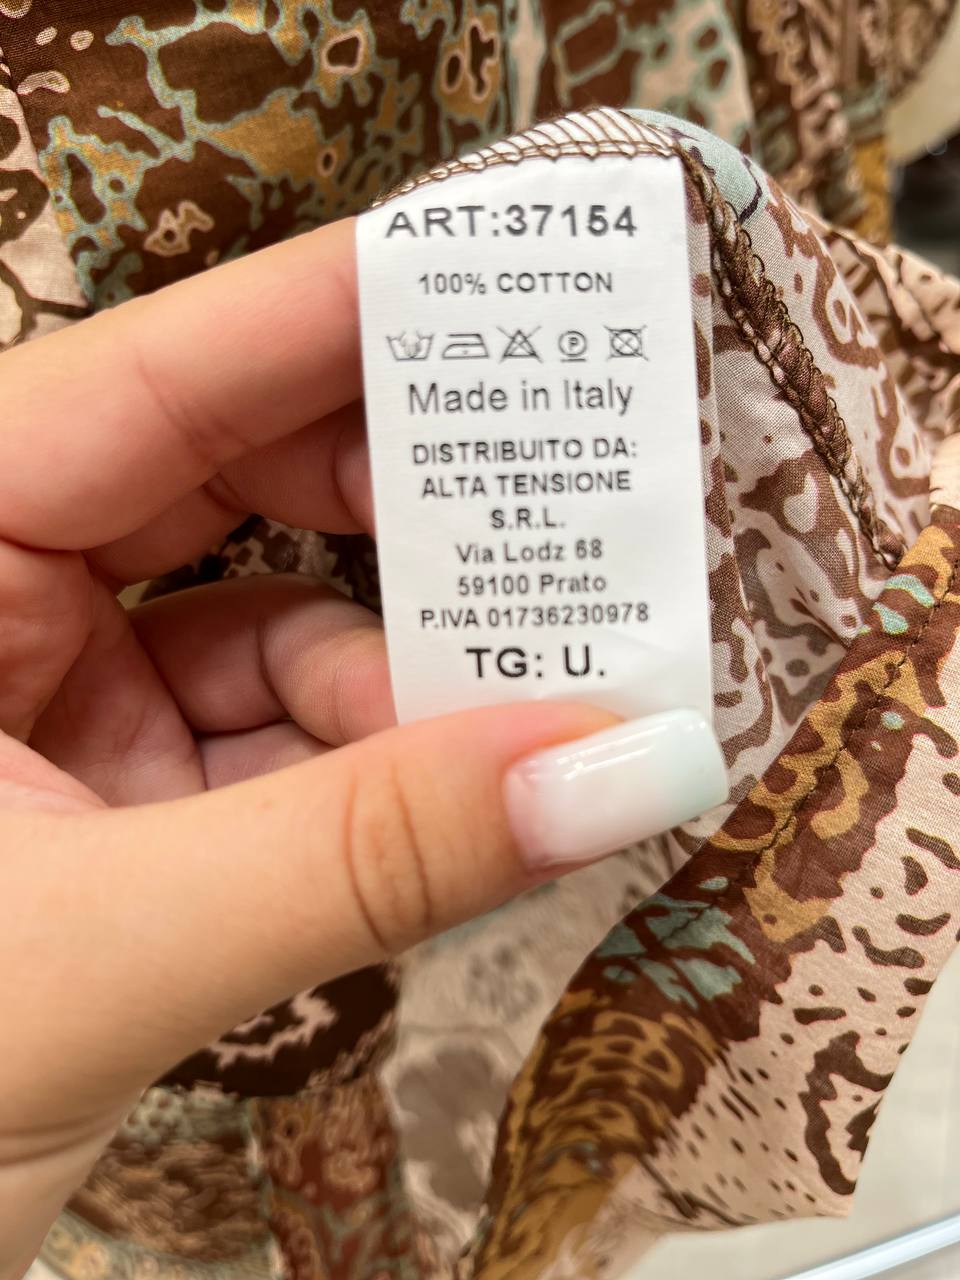 ART:37154
100% COTTON
P
Made in Italy
DISTRIBUITO DA:
ALTA TENSIONE
S.R.L.
Via Lodz 68
59100 Prato
P.IVA 01736230978
TG: U.